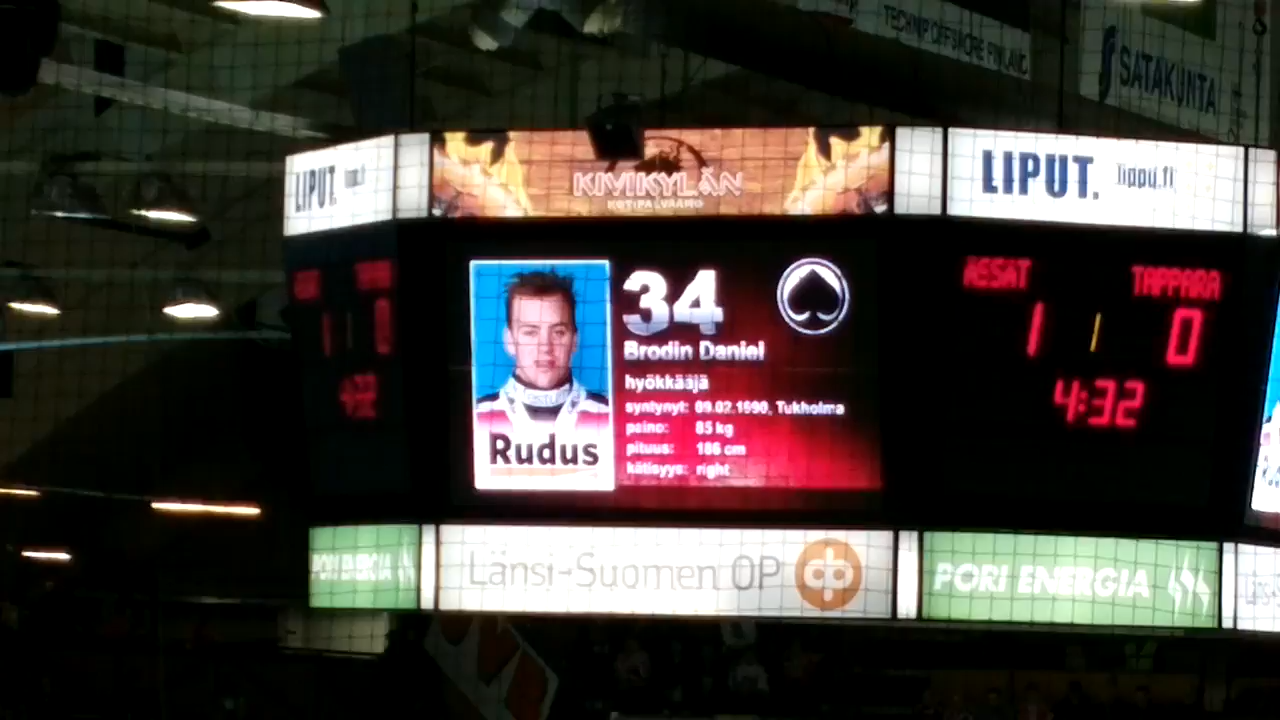 TECHNIP OFFSHORE FINLAND
SATAKUNTA
LIPUT.
KIVIKYLÄN
KOTIPALVAAMO
LIPUT. lippu.fi
34
Brodin Daniel
hyökkääjä
syntynyt: 09.02.1990, Tukholma
paino: 85 kg
pituus: 186 cm
kätisyys: right
Rudus
AESSAT TAPPARA
1 0
4:32
PORI ENERGIA
Länsi-Suomen OP
PORI ENERGIA